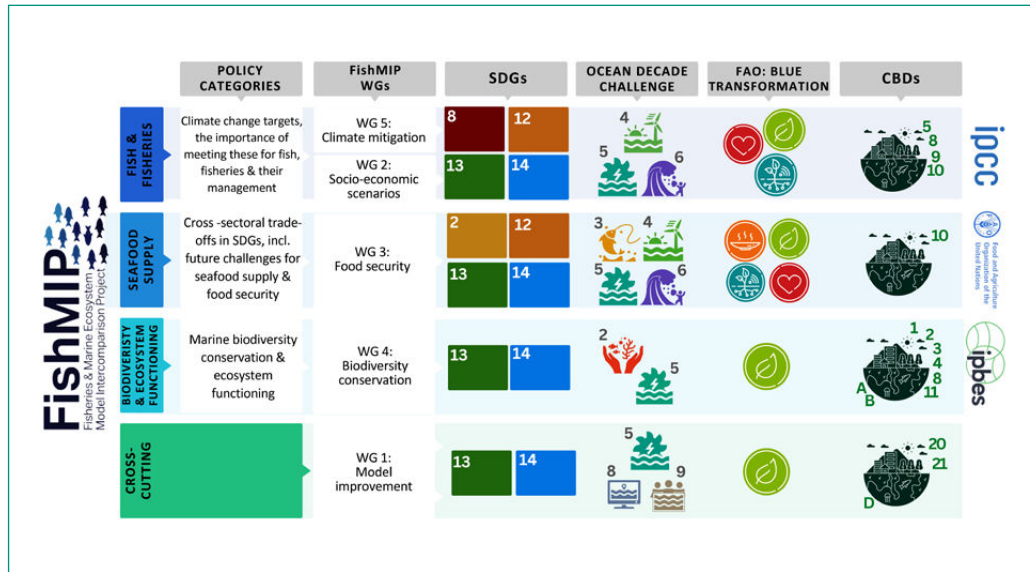 POLICY
CATEGORIES
FishMIP
WGs
SDGs
OCEAN DECADE
CHALLENGE
FAO: BLUE
TRANSFORMATION
CBDs
FishMIP
Fisheries & Marine Ecosystem
Model Intercomparison Project
FISH &
FISHERIES
Climate change targets,
the importance of
meeting these for fish,
fisheries & their
management
WG 5:
Climate mitigation
WG 2:
Socio-economic
scenarios
8
12
13
14
4
5
6
5
8
9
10
ipcc
SEAFOOD
SUPPLY
Cross -sectoral trade-
offs in SDGs, incl.
future challenges for
seafood supply &
food security
WG 3:
Food security
2
12
13
14
3
4
5
6
10
Food and Agriculture
Organization of the
United Nations
BIODIVERISTY
& ECOSYSTEM
FUNCTIONING
Marine biodiversity
conservation &
ecosystem
functioning
WG 4:
Biodiversity
conservation
13
14
2
5
1
2
3
4
8
11
A
B
ipbes
CROSS-
CUTTING
WG 1:
Model
improvement
13
14
5
8
9
20
21
D